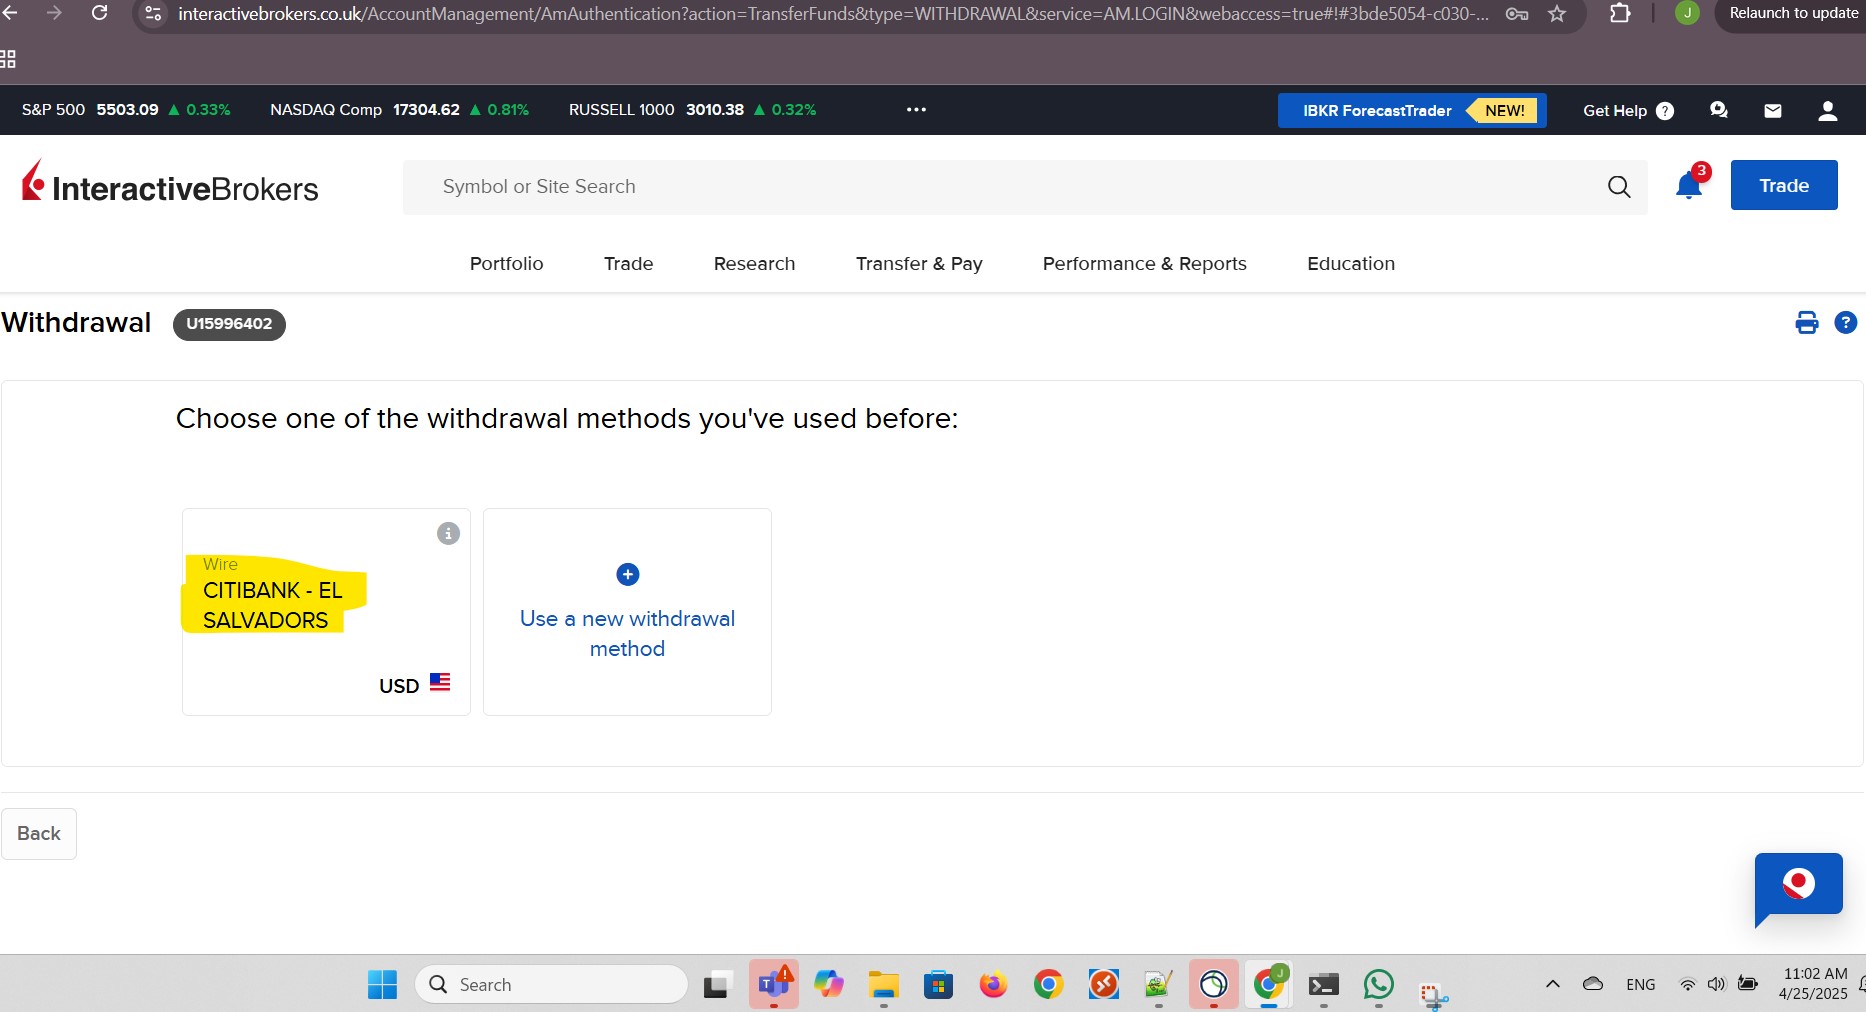 interactivebrokers.co.uk/AccountManagement/AmAuthentication?action=TransferFunds&type=WITHDRAWAL&service=AM.LOGIN&webaccess=true#!#3bde5054-c030-...
J
Relaunch to update
S&P 500 5503.09 ▲ 0.33% NASDAQ Comp 17304.62 ▲ 0.81% RUSSELL 1000 3010.38 ▲ 0.32% ...
IBKR ForecastTrader NEW! Get Help ?
InteractiveBrokers
Symbol or Site Search
3
Trade
Portfolio Trade Research Transfer & Pay Performance & Reports Education
Withdrawal U15996402
?
Choose one of the withdrawal methods you've used before:
i
Wire
CITIBANK - EL
SALVADORS
USD
+
Use a new withdrawal
method
Back
Search
T
J
ENG
11:02 AM
4/25/2025